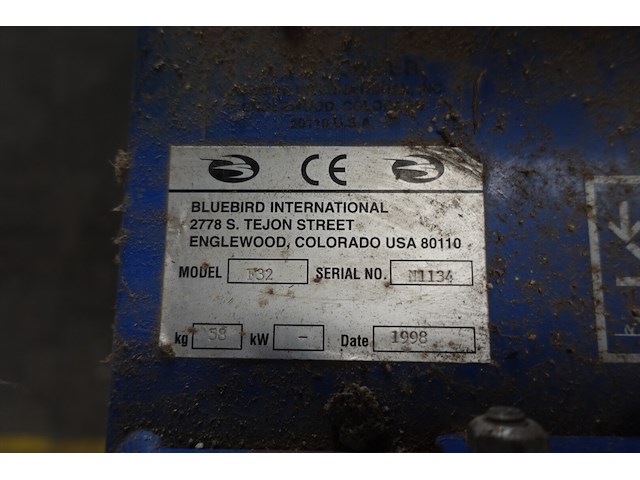 CE
BLUEBIRD INTERNATIONAL
2778 S. TEJON STREET
ENGLEWOOD, COLORADO USA 80110
MODEL SERIAL NO. N1134
kg 58 kW - Date 1998